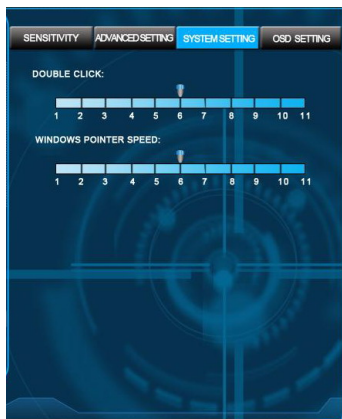 SENSITIVITY ADVANCED SETTING SYSTEM SETTING OSD SETTING
DOUBLE CLICK:
1 2 3 4 5 6 7 8 9 10 11
WINDOWS POINTER SPEED:
1 2 3 4 5 6 7 8 9 10 11